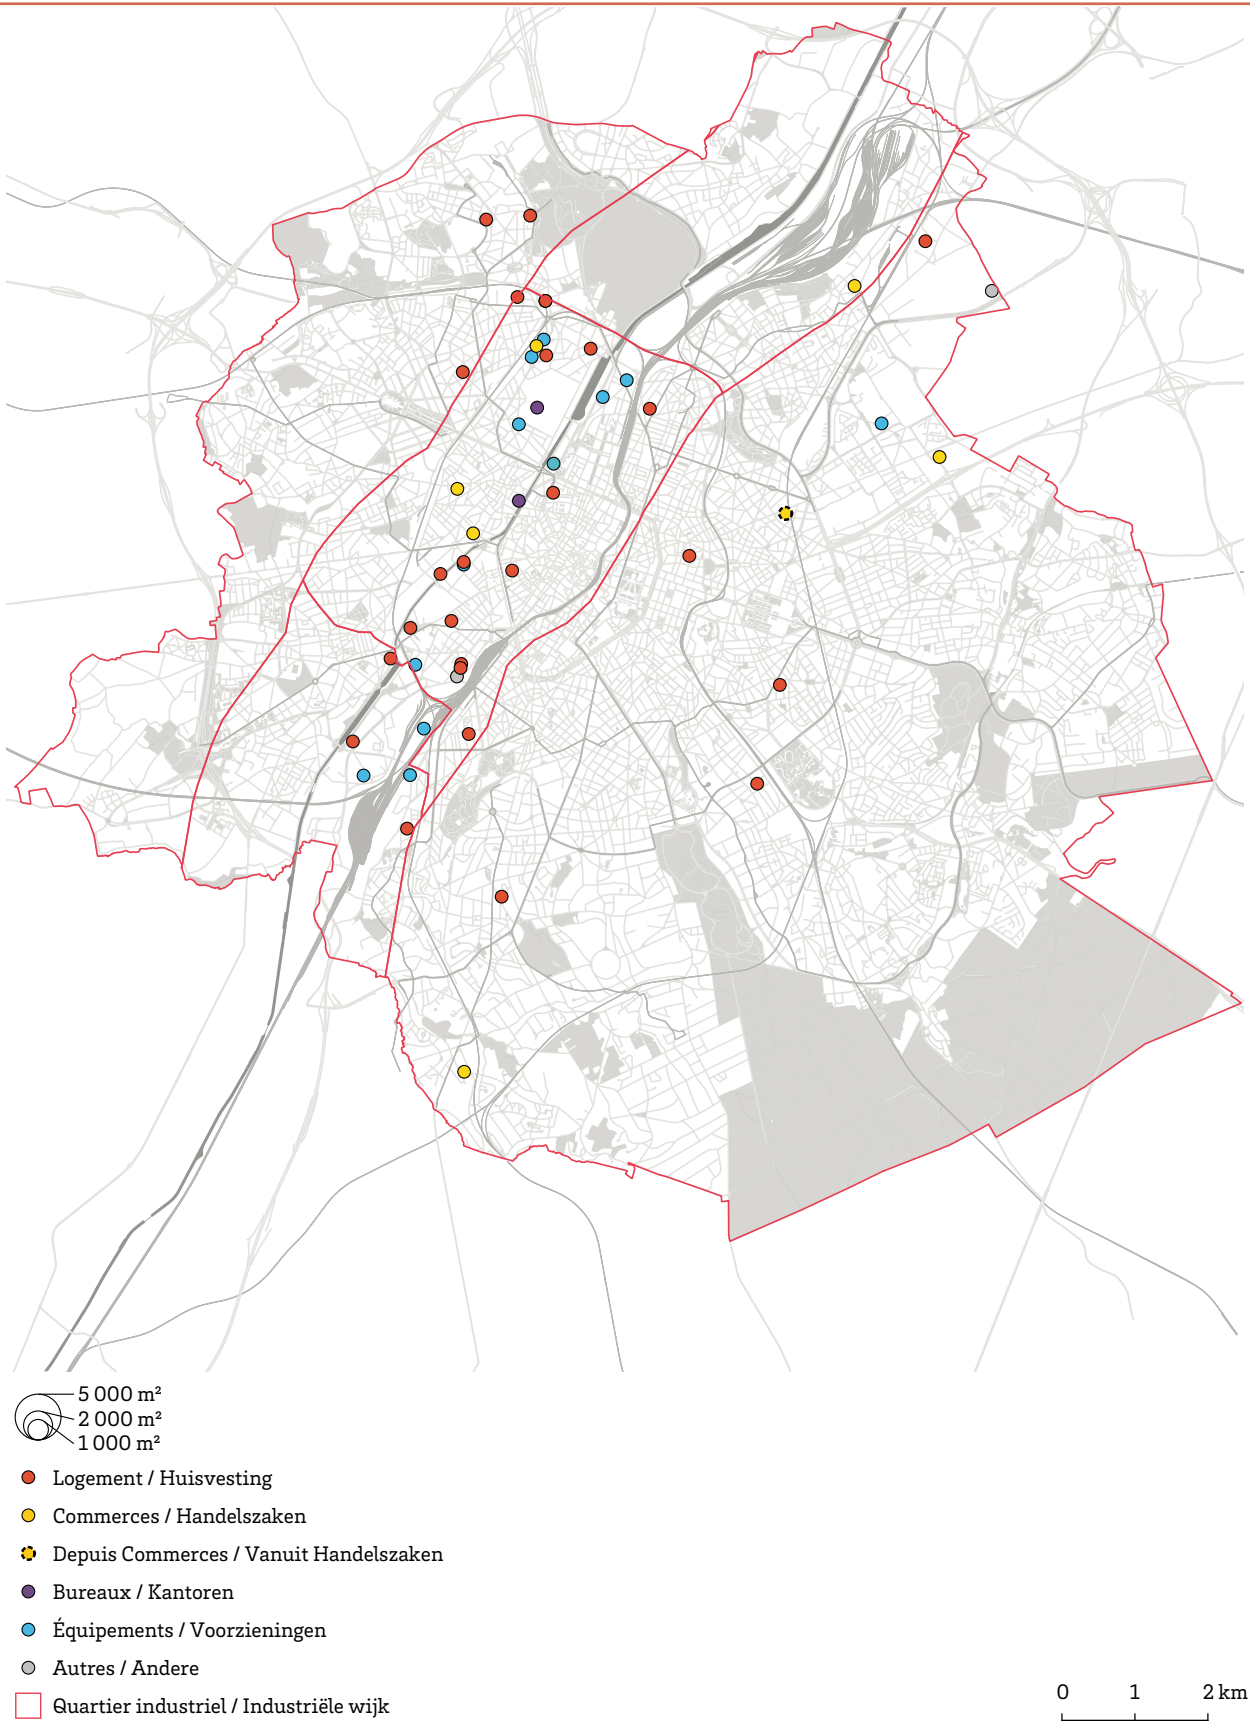 5 000 m²
2 000 m²
1 000 m²
Logement / Huisvesting
Commerces / Handelszaken
Depuis Commerces / Vanuit Handelszaken
Bureaux / Kantoren
Équipements / Voorzieningen
Autres / Andere
Quartier industriel / Industriële wijk
0 1 2 km